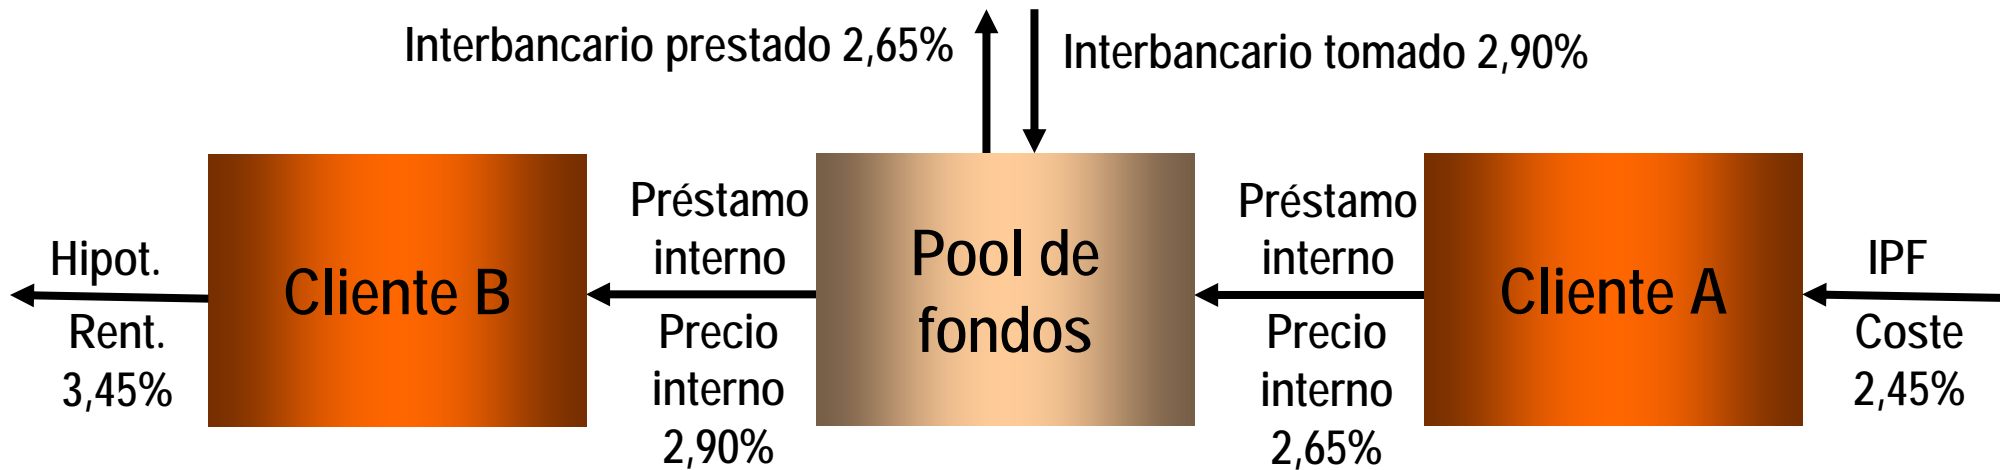 Interbancario prestado 2,65%
Interbancario tomado 2,90%
Hipot.
Rent.
3,45%
Cliente B
Préstamo
interno
Precio
interno
2,90%
Pool de
fondos
Préstamo
interno
Precio
interno
2,65%
Cliente A
IPF
Coste
2,45%